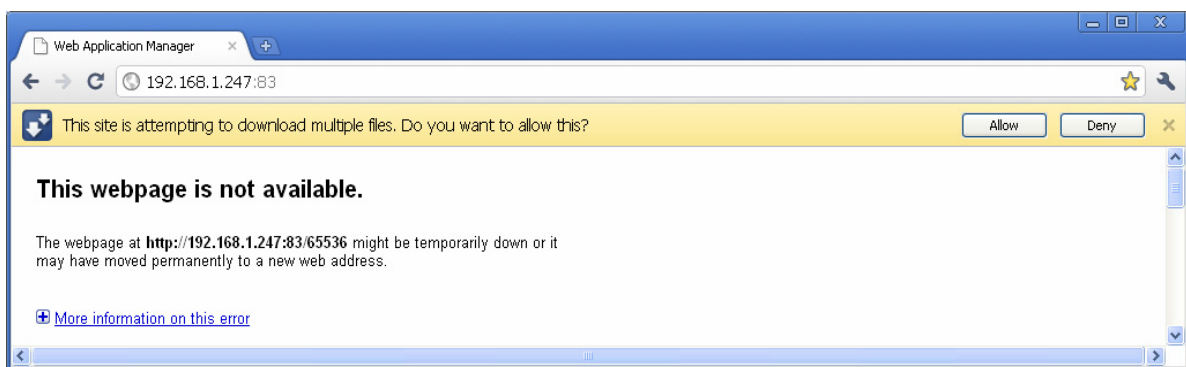 Web Application Manager
192.168.1.247:83
This site is attempting to download multiple files. Do you want to allow this?
Allow
Deny
This webpage is not available.
The webpage at http://192.168.1.247:83/65536 might be temporarily down or it
may have moved permanently to a new web address.
More information on this error